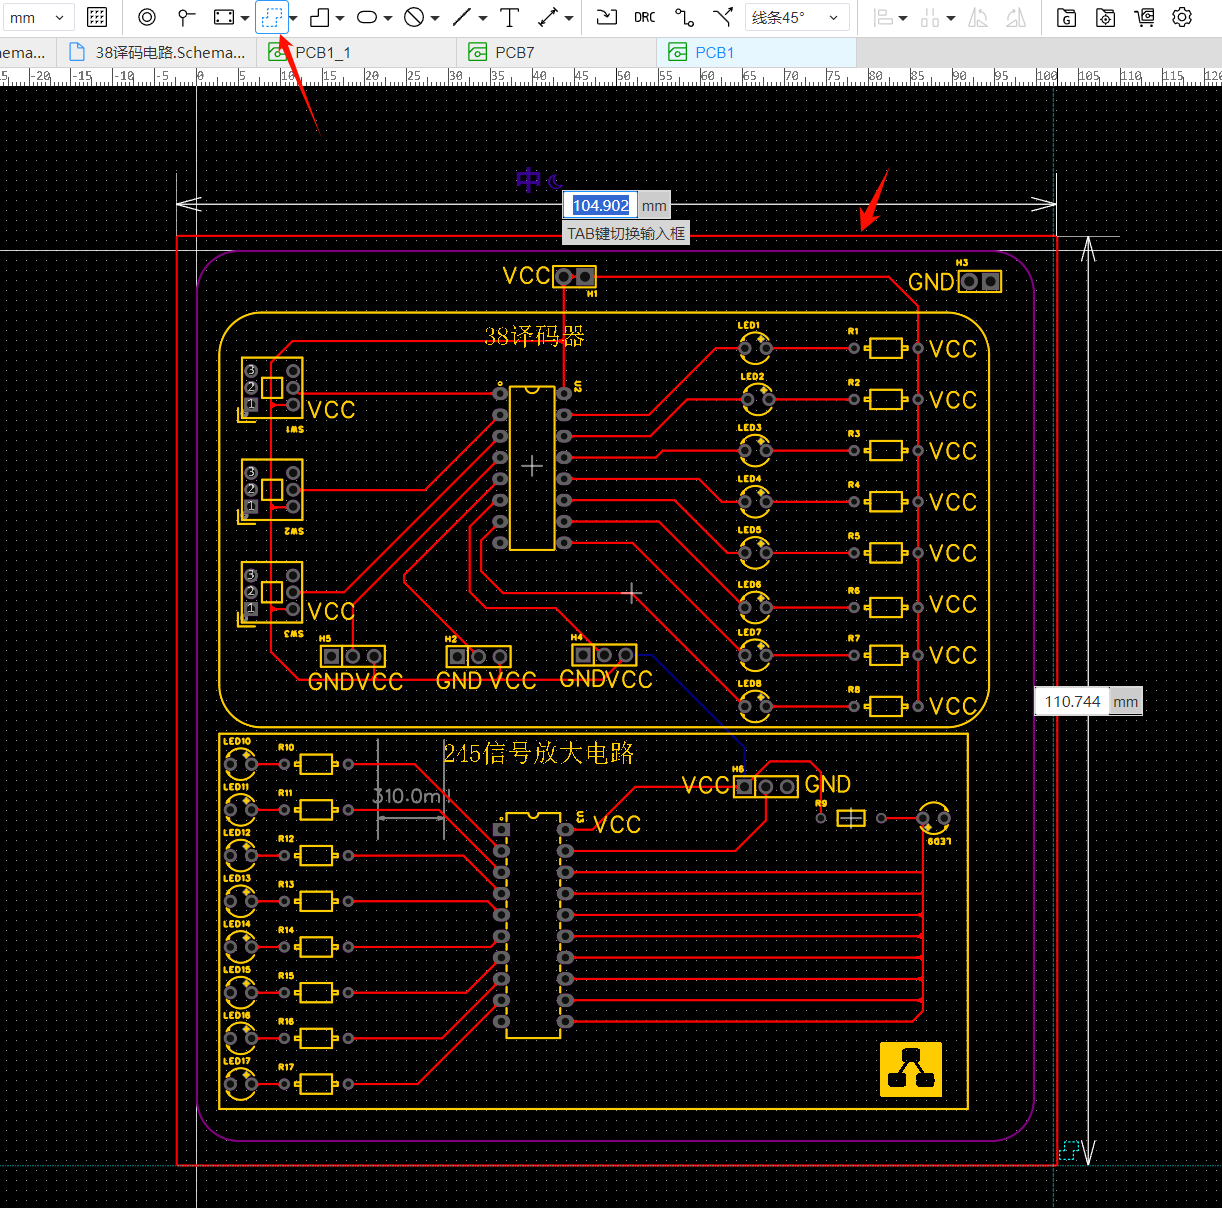 mm
DRC
线条45°
ema...
38译码电路.Schema...
PCB1_1
PCB7
PCB1
-20 -15 -10 -5 0 5 10 15 20 25 30 35 40 45 50 55 60 65 70 75 80 85 90 95 100 105 110 115 120
中
104.902 mm
TAB键切换输入框
VCC
H1
H3
GND
38译码器
LED1 R1 VCC
LED2 R2 VCC
LED3 R3 VCC
LED4 R4 VCC
LED5 R5 VCC
LED6 R6 VCC
LED7 R7 VCC
LED8 R8 VCC
U2
3
2
1
VCC
SW1
3
2
1
SW2
3
2
1
VCC
SW3
H5 H2 H4
GNDVCC GND VCC GNDVCC
110.744 mm
245信号放大电路
LED10 R10
LED11 R11
LED12 R12
LED13 R13
LED14 R14
LED15 R15
LED16 R16
LED17 R17
310.0m
U3
VCC
H6
VCC GND
R9
LED9